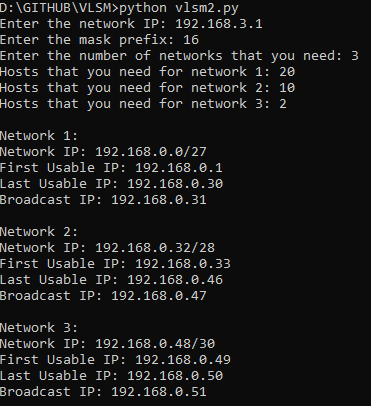 D:\GITHUB\VLSM>python vlsm2.py
Enter the network IP: 192.168.3.1
Enter the mask prefix: 16
Enter the number of networks that you need: 3
Hosts that you need for network 1: 20
Hosts that you need for network 2: 10
Hosts that you need for network 3: 2
Network 1:
Network IP: 192.168.0.0/27
First Usable IP: 192.168.0.1
Last Usable IP: 192.168.0.30
Broadcast IP: 192.168.0.31
Network 2:
Network IP: 192.168.0.32/28
First Usable IP: 192.168.0.33
Last Usable IP: 192.168.0.46
Broadcast IP: 192.168.0.47
Network 3:
Network IP: 192.168.0.48/30
First Usable IP: 192.168.0.49
Last Usable IP: 192.168.0.50
Broadcast IP: 192.168.0.51